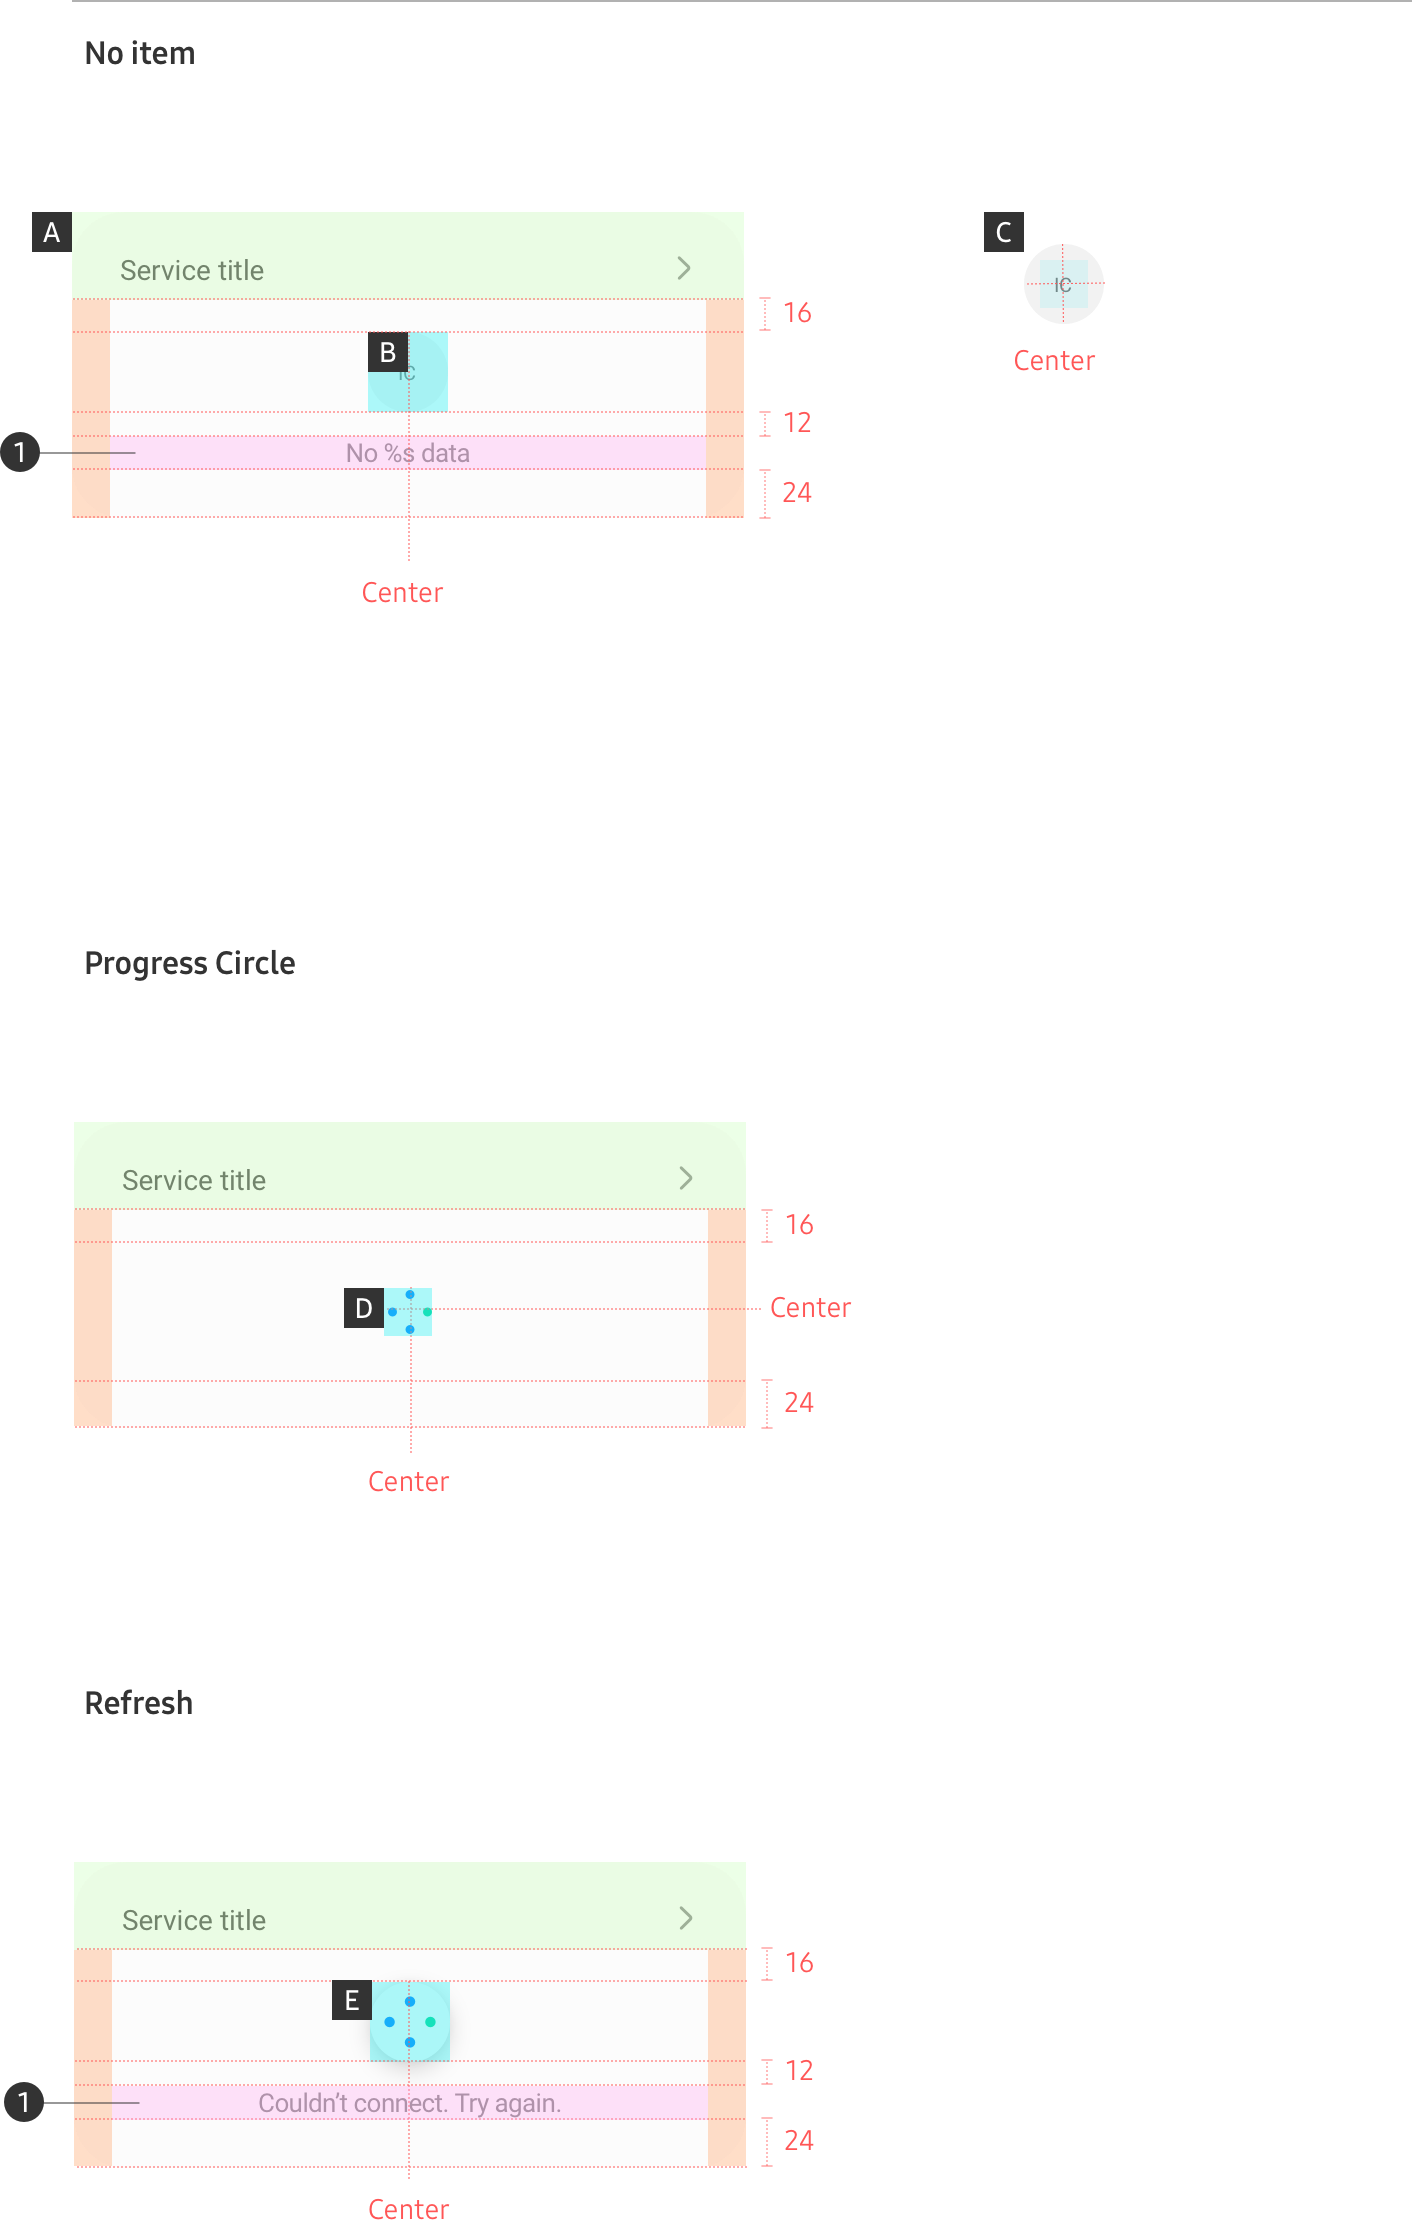 No item
A
C
Service title
16
IC
B
IC
Center
12
1
No %s data
24
Center
Progress Circle
Service title
16
D
Center
24
Center
Refresh
Service title
16
E
12
1
Couldn’t connect. Try again.
24
Center